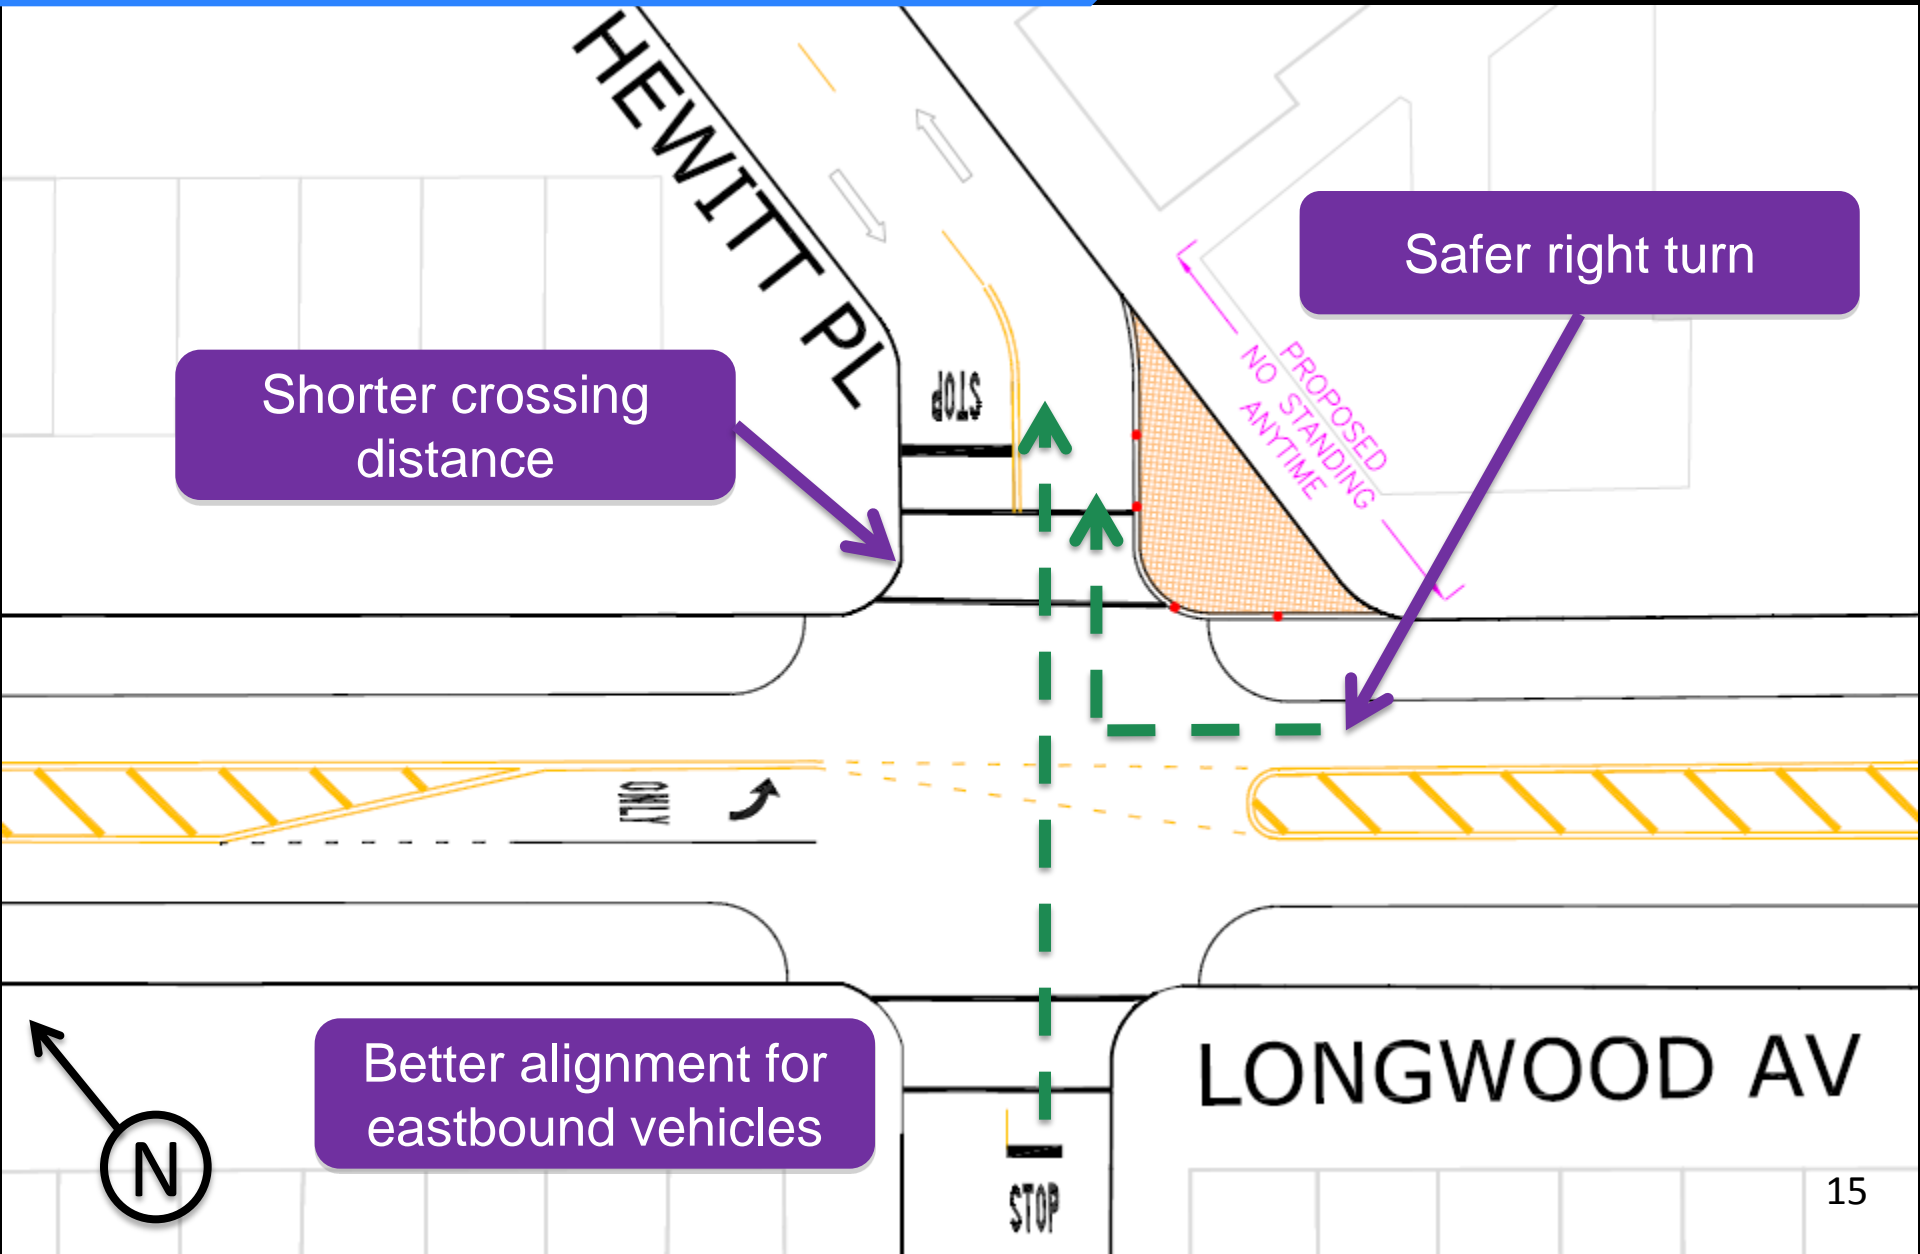 HEWITT PL
Safer right turn
Shorter crossing
distance
STOP
PROPOSED
NO STANDING
ANYTIME
ONLY
Better alignment for
eastbound vehicles
LONGWOOD AV
N
STOP
15